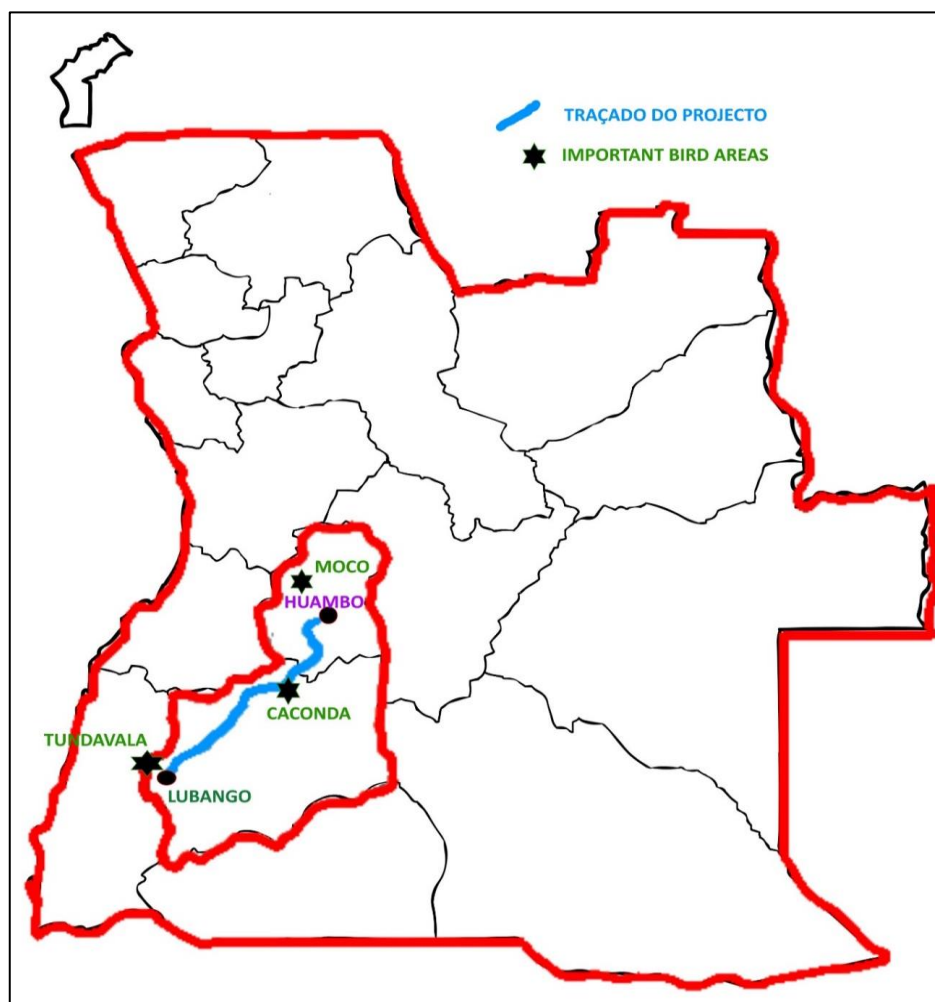 TRAÇADO DO PROJECTO
IMPORTANT BIRD AREAS
MOCO
HUAMBO
CACONDA
TUNDAVALA
LUBANGO